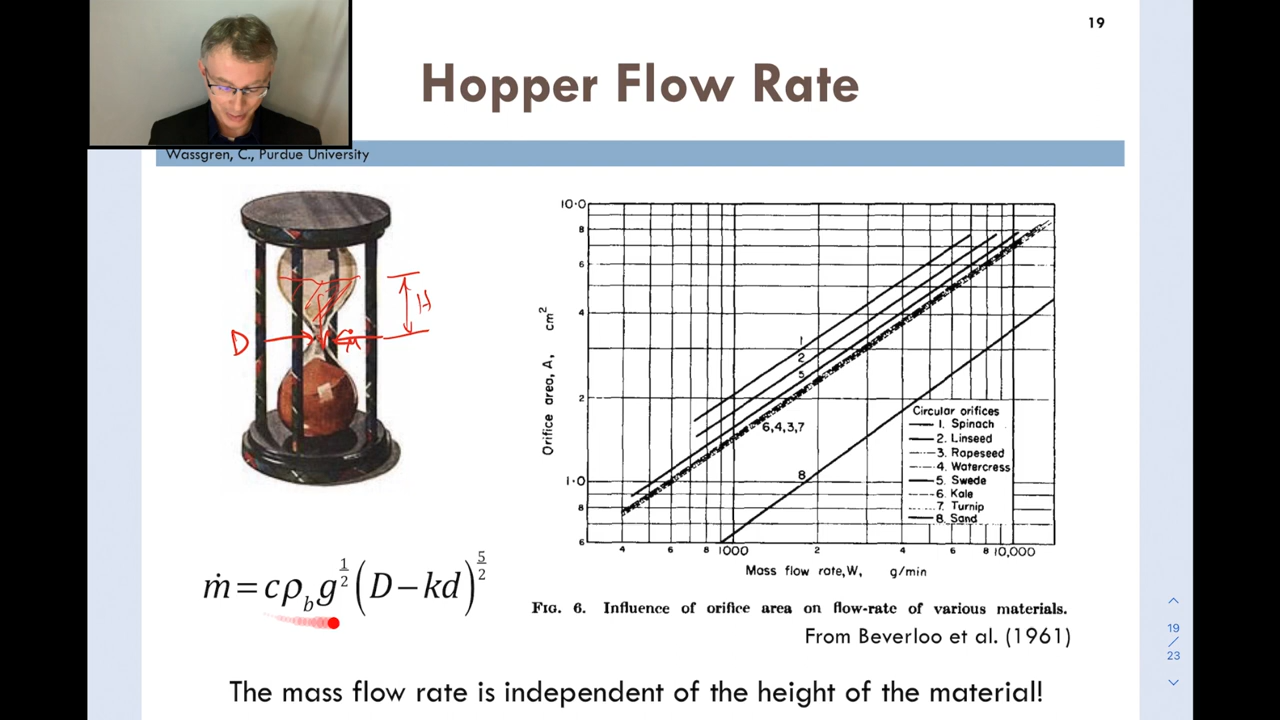 19
Hopper Flow Rate
Wassgren, C., Purdue University
D
ṁ
H
10·0
8
6
4
2
1·0
8
6
Orifice area, A, cm²
1
2
5
6,4,3,7
8
Circular orifices
1. Spinach
2. Linseed
3. Rapeseed
4. Watercress
5. Swede
6. Kale
7. Turnip
8. Sand
4 6 8 1000 2 4 6 8 10,000
Mass flow rate, W, g/min
ṁ = cρ_b g^(1/2) (D − kd)^(5/2)
FIG. 6. Influence of orifice area on flow-rate of various materials.
From Beverloo et al. (1961)
The mass flow rate is independent of the height of the material!
19
/
23